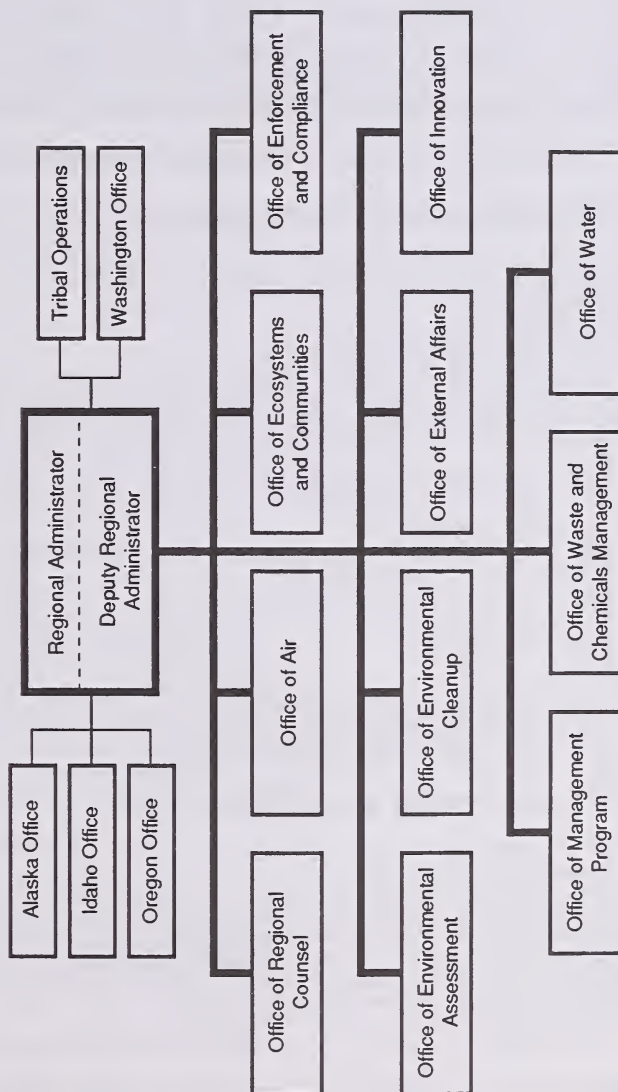 Regional Administrator
Deputy Regional
Administrator
Alaska Office
Idaho Office
Oregon Office
Tribal Operations
Washington Office
Office of Regional
Counsel
Office of Air
Office of Ecosystems
and Communities
Office of Enforcement
and Compliance
Office of Environmental
Assessment
Office of Environmental
Cleanup
Office of External Affairs
Office of Innovation
Office of Management
Program
Office of Waste and
Chemicals Management
Office of Water